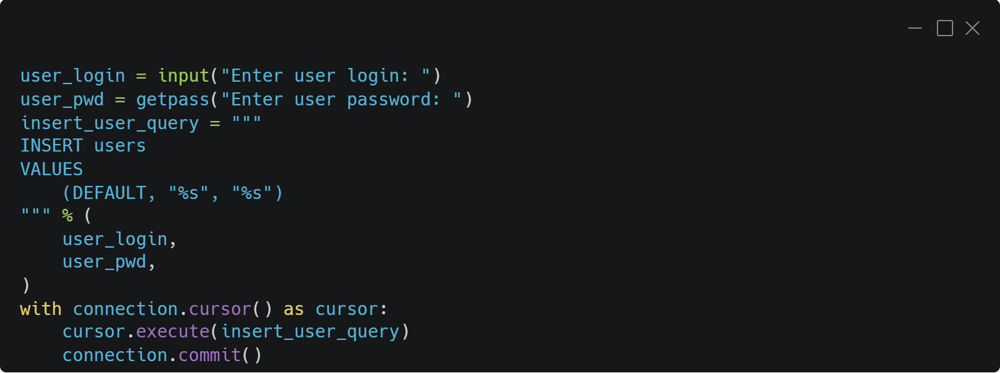 user_login = input("Enter user login: ")
user_pwd = getpass("Enter user password: ")
insert_user_query = """
INSERT users
VALUES
    (DEFAULT, "%s", "%s")
""" % (
    user_login,
    user_pwd,
)
with connection.cursor() as cursor:
    cursor.execute(insert_user_query)
    connection.commit()